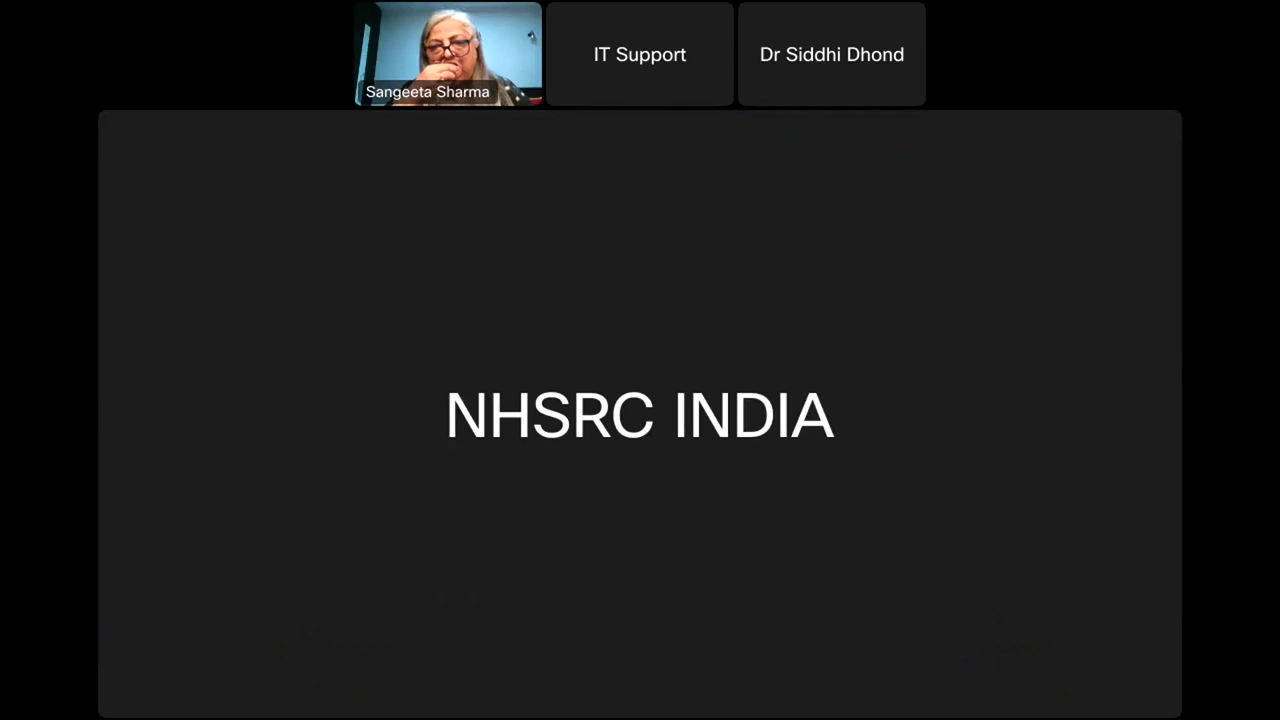 Sangeeta Sharma
IT Support
Dr Siddhi Dhond
NHSRC INDIA